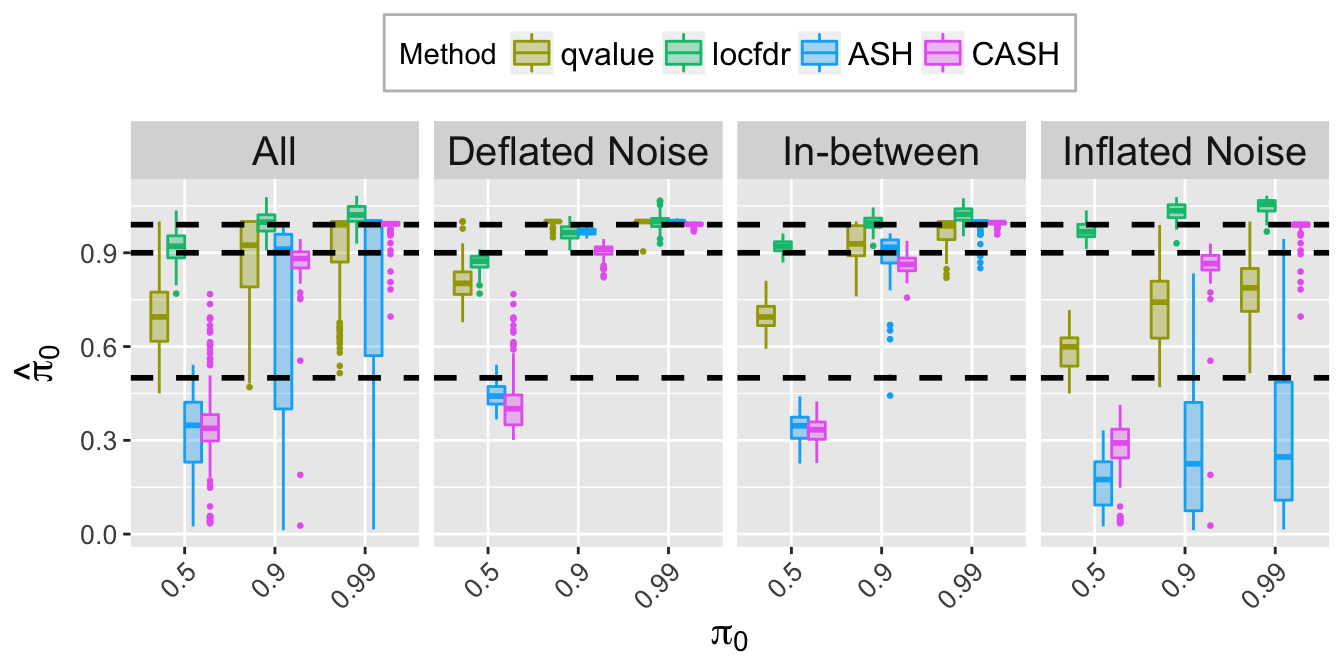 Method qvalue locfdr ASH CASH
All Deflated Noise In-between Inflated Noise
0.9
0.6
0.3
0.0
π̂0
0.5 0.9 0.99 0.5 0.9 0.99 0.5 0.9 0.99 0.5 0.9 0.99
π0